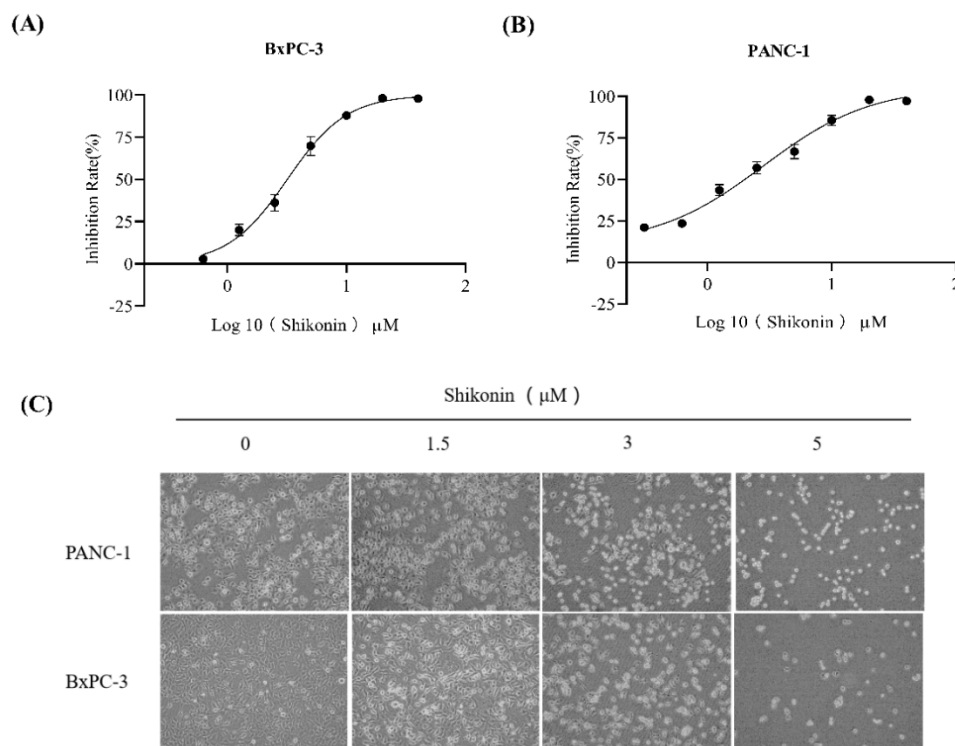 (A)
BxPC-3
100
75
50
25
0
-25
Inhibition Rate(%)
0 1 2
Log 10（Shikonin） μM
(B)
PANC-1
100
75
50
25
0
-25
Inhibition Rate(%)
0 1 2
Log 10（Shikonin） μM
(C)
Shikonin（μM）
0 1.5 3 5
PANC-1
BxPC-3